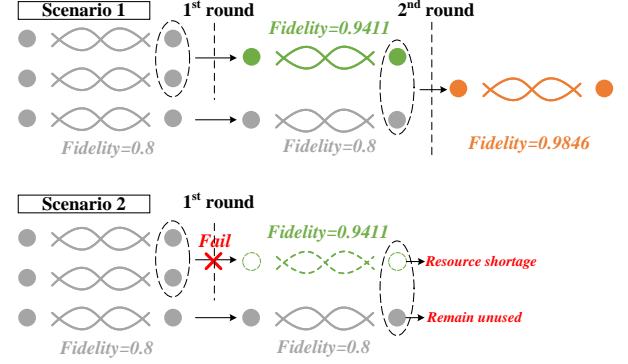 Scenario 1
1st round
2nd round
Fidelity=0.9411
Fidelity=0.8
Fidelity=0.8
Fidelity=0.9846
Scenario 2
1st round
Fail
Fidelity=0.9411
Resource shortage
Remain unused
Fidelity=0.8
Fidelity=0.8